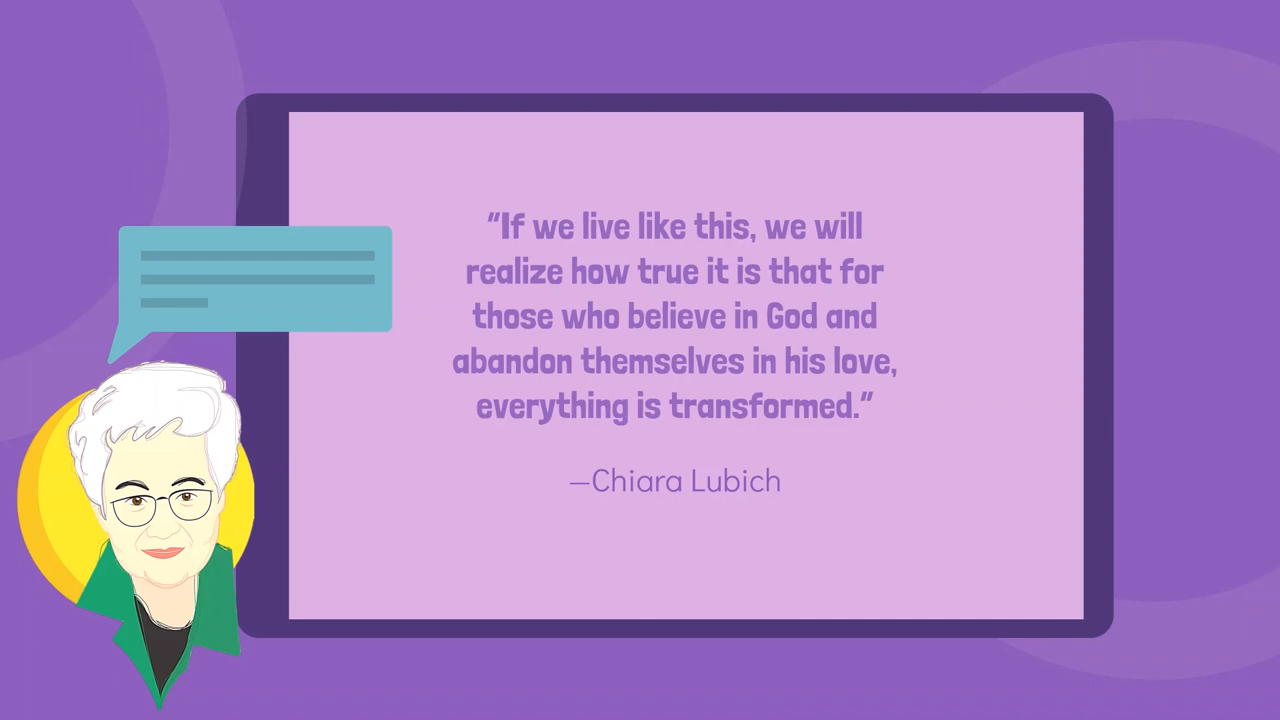 "If we live like this, we will
realize how true it is that for
those who believe in God and
abandon themselves in his love,
everything is transformed."
—Chiara Lubich